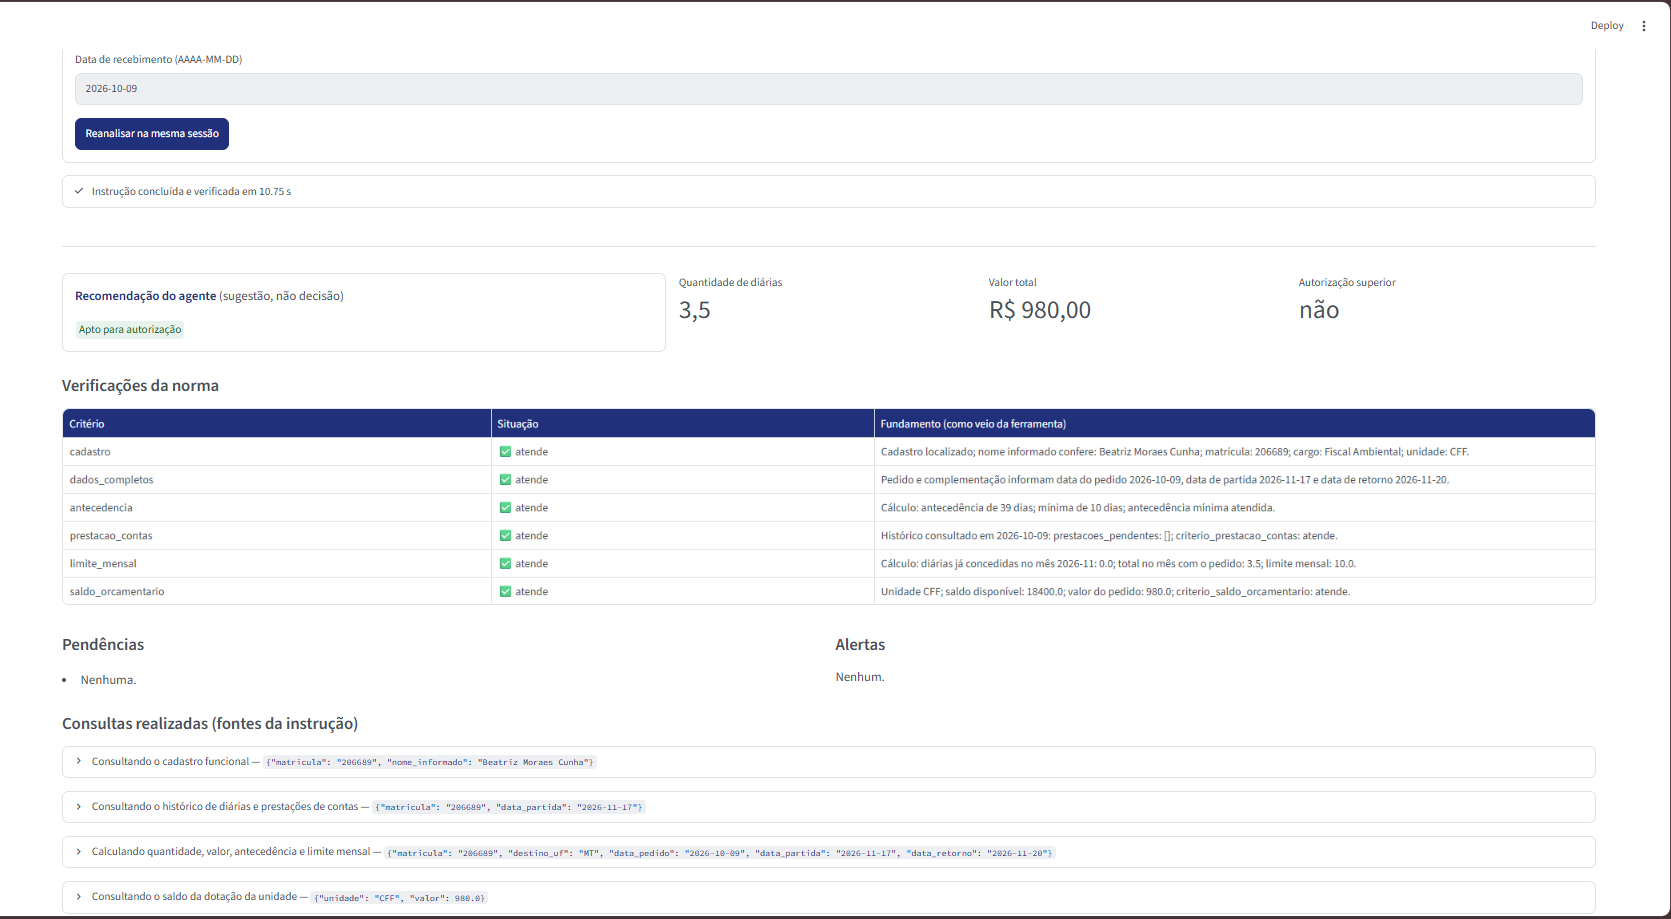 Deploy
Data de recebimento (AAAA-MM-DD)
2026-10-09
Reanalisar na mesma sessão
Instrução concluída e verificada em 10.75 s
Recomendação do agente (sugestão, não decisão)
Apto para autorização
Quantidade de diárias
3,5
Valor total
R$ 980,00
Autorização superior
não
Verificações da norma
Critério Situação Fundamento (como veio da ferramenta)
cadastro atende Cadastro localizado; nome informado confere: Beatriz Moraes Cunha; matrícula: 206689; cargo: Fiscal Ambiental; unidade: CFF.
dados_completos atende Pedido e complementação informam data do pedido 2026-10-09, data de partida 2026-11-17 e data de retorno 2026-11-20.
antecedencia atende Cálculo: antecedência de 39 dias; mínima de 10 dias; antecedência mínima atendida.
prestacao_contas atende Histórico consultado em 2026-10-09: prestacoes_pendentes: []; criterio_prestacao_contas: atende.
limite_mensal atende Cálculo: diárias já concedidas no mês 2026-11: 0.0; total no mês com o pedido: 3.5; limite mensal: 10.0.
saldo_orcamentario atende Unidade CFF; saldo disponível: 18400.0; valor do pedido: 980.0; criterio_saldo_orcamentario: atende.
Pendências
Nenhuma.
Alertas
Nenhum.
Consultas realizadas (fontes da instrução)
Consultando o cadastro funcional — {"matricula": "206689", "nome_informado": "Beatriz Moraes Cunha"}
Consultando o histórico de diárias e prestações de contas — {"matricula": "206689", "data_partida": "2026-11-17"}
Calculando quantidade, valor, antecedência e limite mensal — {"matricula": "206689", "destino_uf": "MT", "data_pedido": "2026-10-09", "data_partida": "2026-11-17", "data_retorno": "2026-11-20"}
Consultando o saldo da dotação da unidade — {"unidade": "CFF", "valor": 980.0}